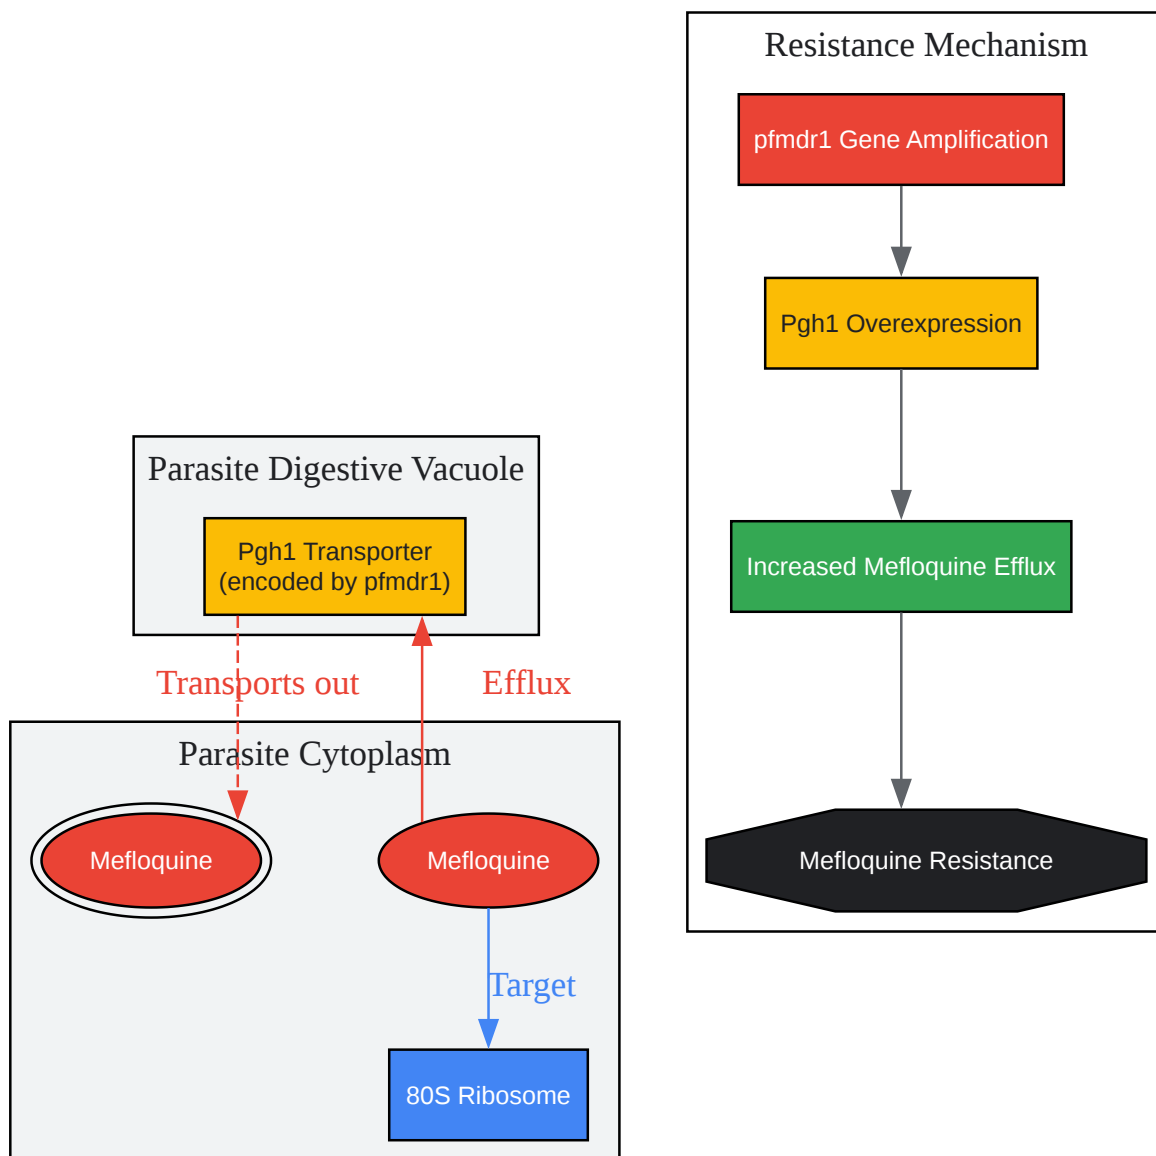 Resistance Mechanism
pfmdr1 Gene Amplification
Pgh1 Overexpression
Increased Mefloquine Efflux
Mefloquine Resistance
Parasite Digestive Vacuole
Pgh1 Transporter
(encoded by pfmdr1)
Transports out
Efflux
Parasite Cytoplasm
Mefloquine
Mefloquine
Target
80S Ribosome